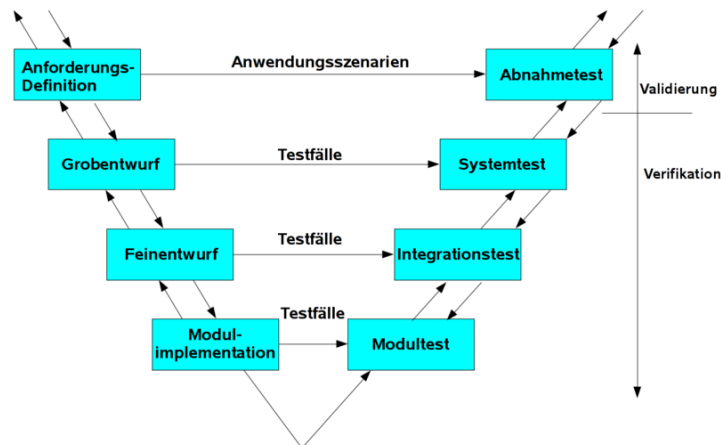 Anwendungsszenarien
Anforderungs-
Definition
Abnahmetest
Validierung
Testfälle
Grobentwurf
Systemtest
Verifikation
Testfälle
Feinentwurf
Integrationstest
Testfälle
Modul-
implementation
Modultest